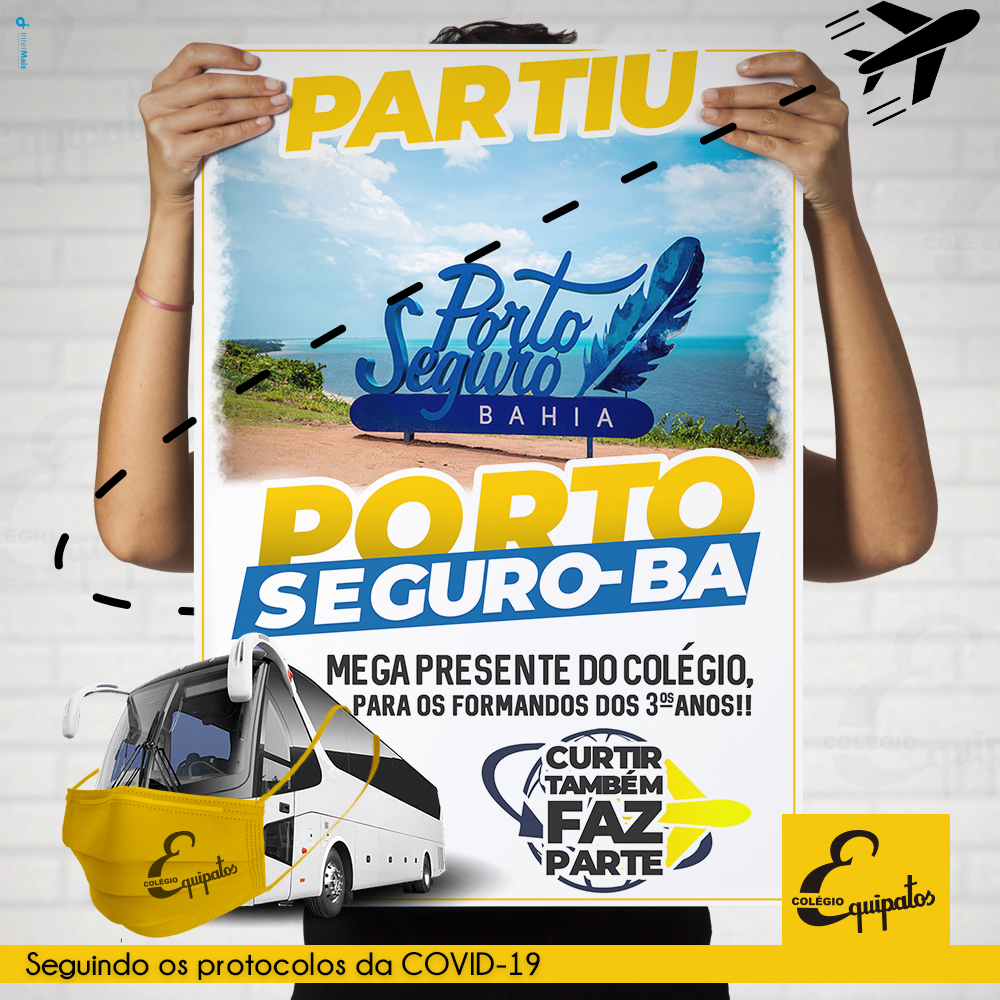 InterMais
PARTIU
Porto
Seguro
BAHIA
PORTO
SEGURO-BA
MEGA PRESENTE DO COLÉGIO,
PARA OS FORMANDOS DOS 3ºˢ ANOS!!
CURTIR
TAMBÉM
FAZ
PARTE
COLÉGIO Equipatos
COLÉGIO Equipatos
Seguindo os protocolos da COVID-19